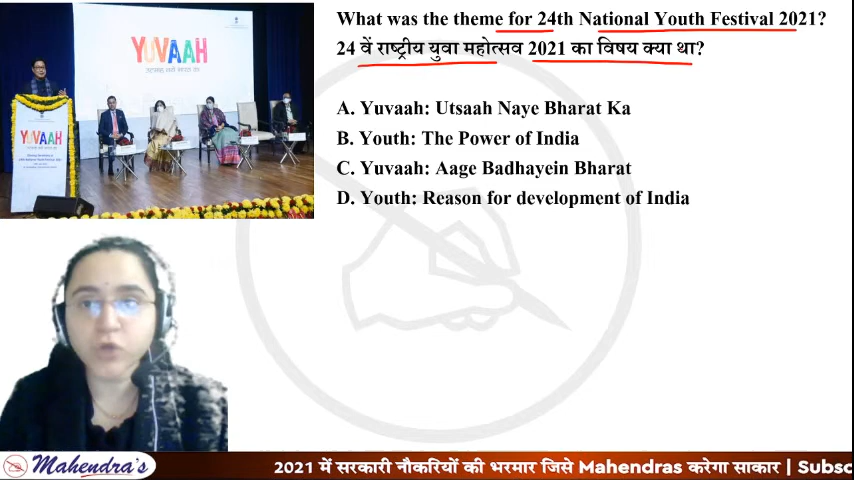 What was the theme for 24th National Youth Festival 2021?
24 वें राष्ट्रीय युवा महोत्सव 2021 का विषय क्या था?
A. Yuvaah: Utsaah Naye Bharat Ka
B. Youth: The Power of India
C. Yuvaah: Aage Badhayein Bharat
D. Youth: Reason for development of India
YUVAAH
YUVAAH
Mahendra's
2021 में सरकारी नौकरियों की भरमार जिसे Mahendras करेगा साकार | Subsc